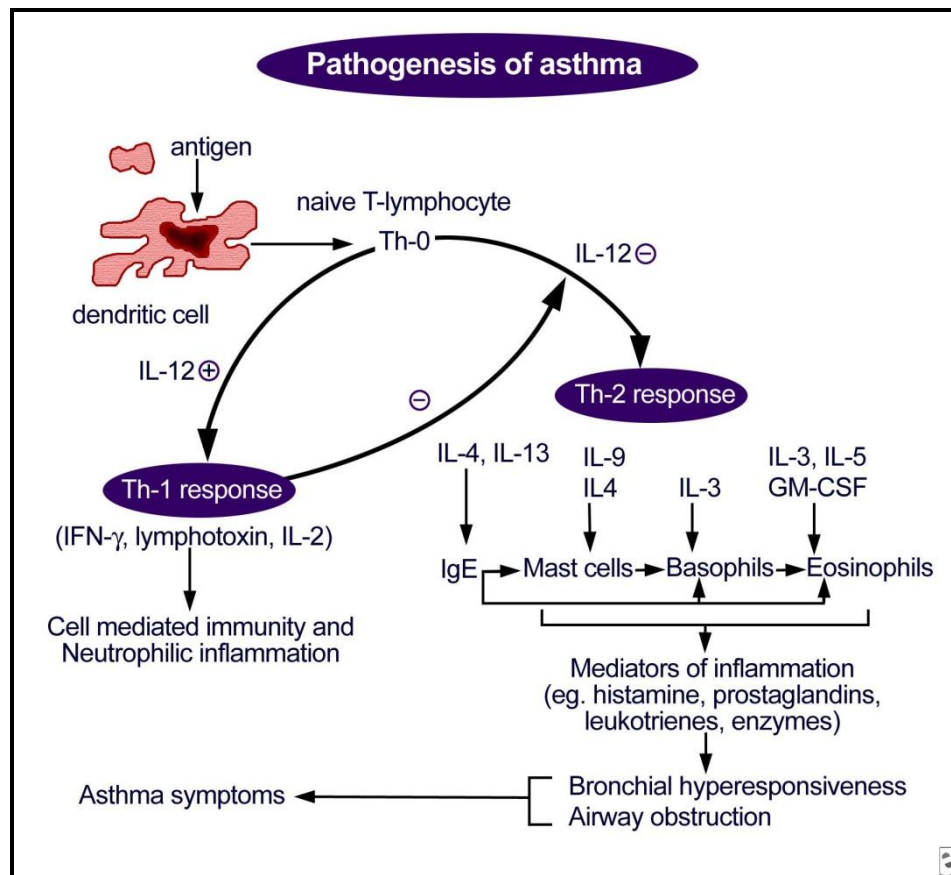 Pathogenesis of asthma
antigen
naive T-lymphocyte
Th-0
IL-12 ⊖
dendritic cell
IL-12 ⊕
⊖
Th-2 response
IL-4, IL-13
IL-9
IL4
IL-3
IL-3, IL-5
GM-CSF
Th-1 response
(IFN-γ, lymphotoxin, IL-2)
IgE
Mast cells
Basophils
Eosinophils
Cell mediated immunity and
Neutrophilic inflammation
Mediators of inflammation
(eg. histamine, prostaglandins,
leukotrienes, enzymes)
Bronchial hyperesponsiveness
Airway obstruction
Asthma symptoms